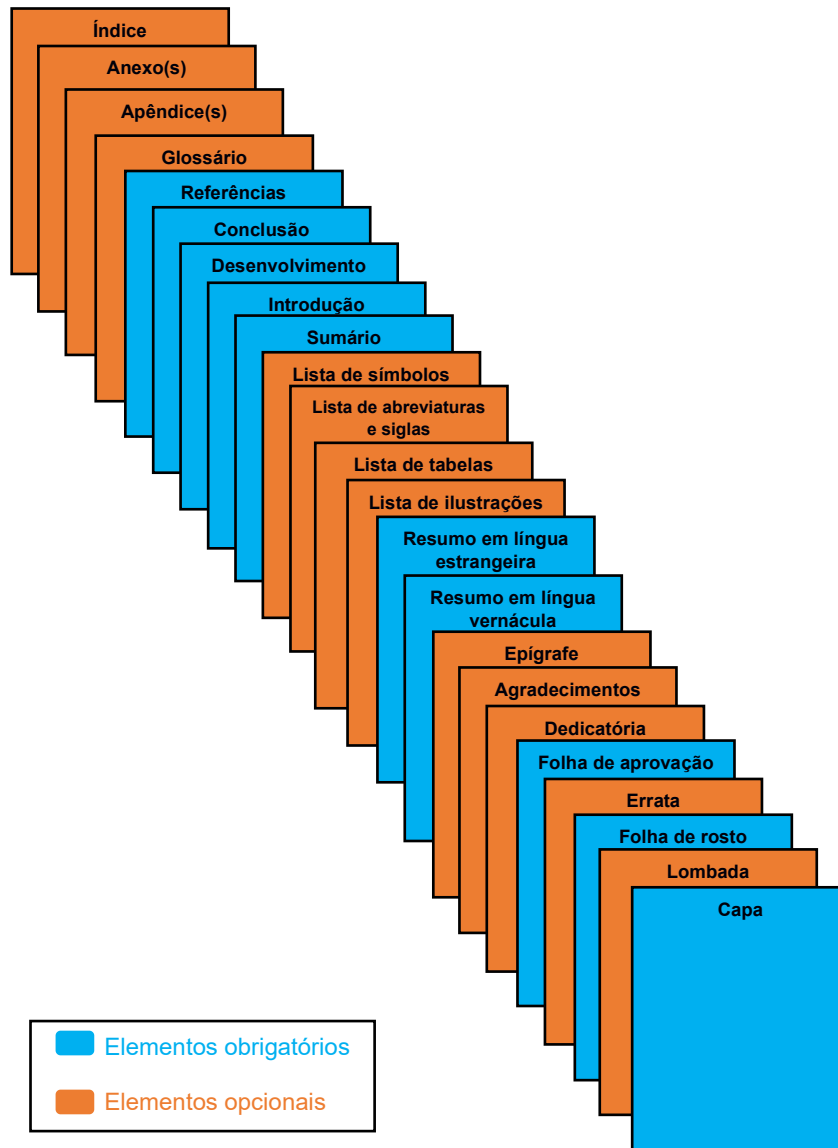 Índice
Anexo(s)
Apêndice(s)
Glossário
Referências
Conclusão
Desenvolvimento
Introdução
Sumário
Lista de símbolos
Lista de abreviaturas
e siglas
Lista de tabelas
Lista de ilustrações
Resumo em língua
estrangeira
Resumo em língua
vernácula
Epígrafe
Agradecimentos
Dedicatória
Folha de aprovação
Errata
Folha de rosto
Lombada
Capa
Elementos obrigatórios
Elementos opcionais